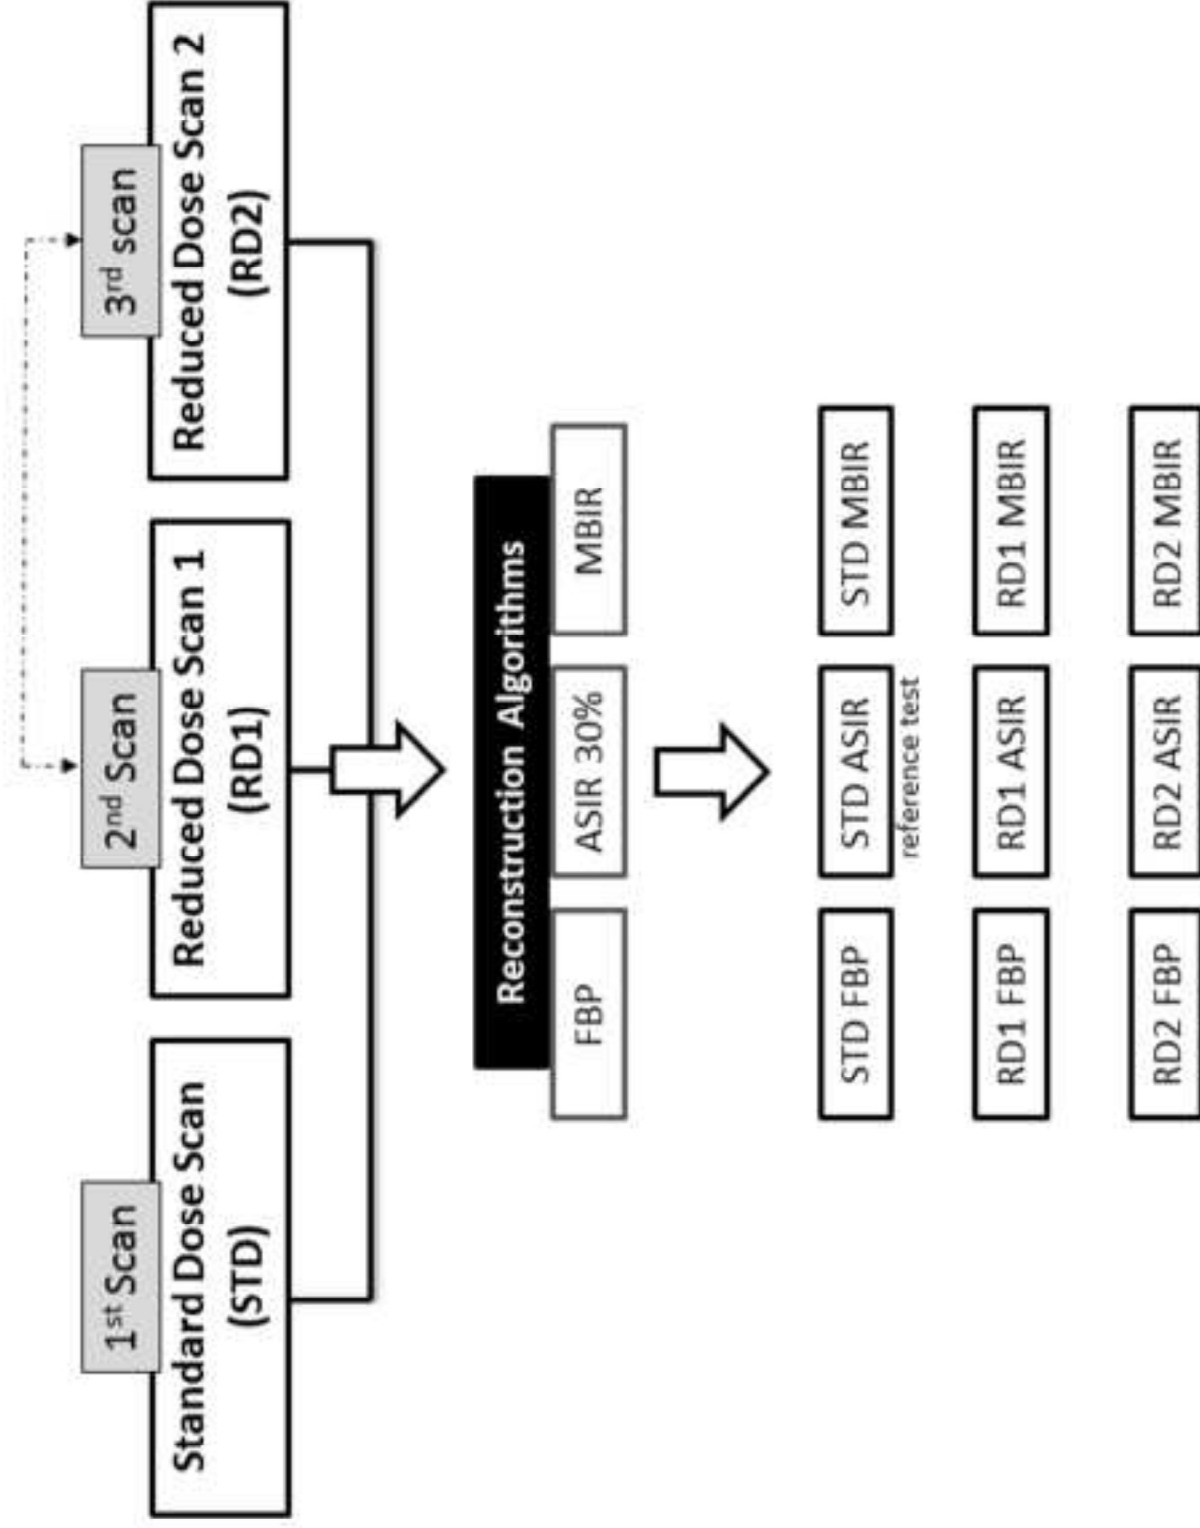 1st Scan
Standard Dose Scan
(STD)
2nd Scan
Reduced Dose Scan 1
(RD1)
3rd scan
Reduced Dose Scan 2
(RD2)
Reconstruction Algorithms
FBP
ASIR 30%
MBIR
STD FBP
STD ASIR
STD MBIR
reference test
RD1 FBP
RD1 ASIR
RD1 MBIR
RD2 FBP
RD2 ASIR
RD2 MBIR